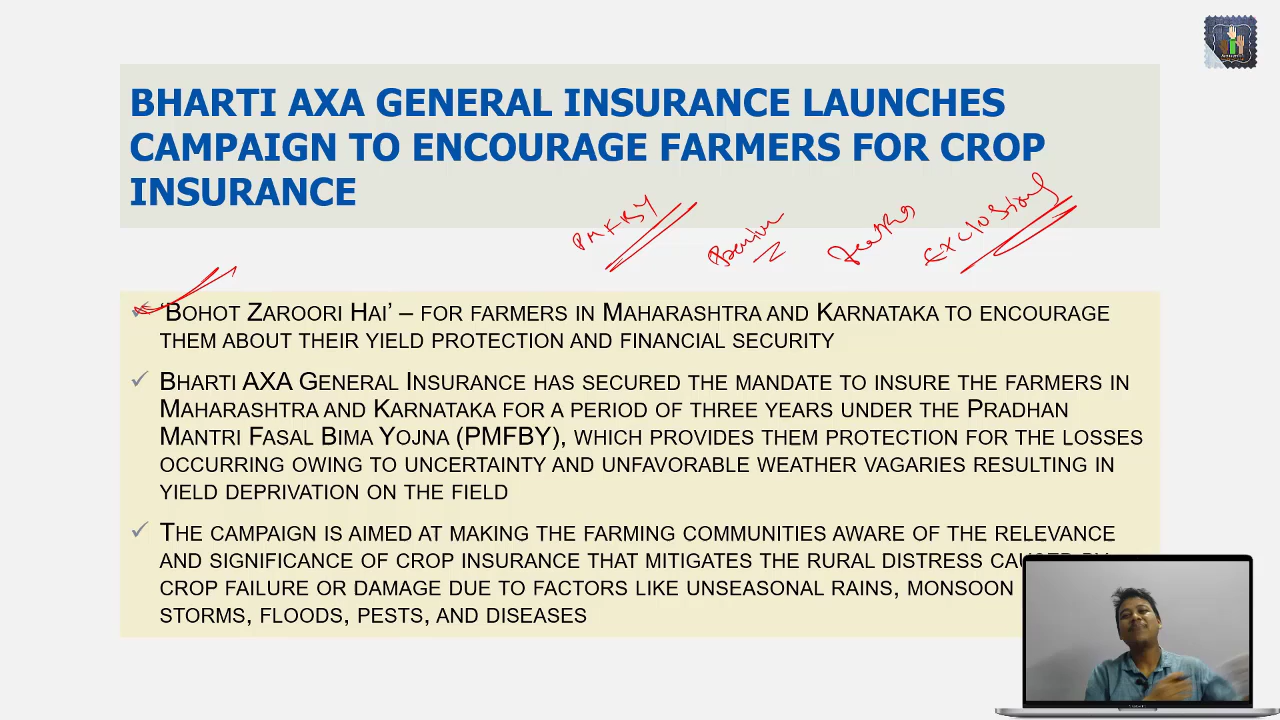 BHARTI AXA GENERAL INSURANCE LAUNCHES
CAMPAIGN TO ENCOURAGE FARMERS FOR CROP
INSURANCE
PMFBY Premium Features Exclosions
‘BOHOT ZAROORI HAI’ – FOR FARMERS IN MAHARASHTRA AND KARNATAKA TO ENCOURAGE
THEM ABOUT THEIR YIELD PROTECTION AND FINANCIAL SECURITY
BHARTI AXA GENERAL INSURANCE HAS SECURED THE MANDATE TO INSURE THE FARMERS IN
MAHARASHTRA AND KARNATAKA FOR A PERIOD OF THREE YEARS UNDER THE PRADHAN
MANTRI FASAL BIMA YOJNA (PMFBY), WHICH PROVIDES THEM PROTECTION FOR THE LOSSES
OCCURRING OWING TO UNCERTAINTY AND UNFAVORABLE WEATHER VAGARIES RESULTING IN
YIELD DEPRIVATION ON THE FIELD
THE CAMPAIGN IS AIMED AT MAKING THE FARMING COMMUNITIES AWARE OF THE RELEVANCE
AND SIGNIFICANCE OF CROP INSURANCE THAT MITIGATES THE RURAL DISTRESS CAUSED BY
CROP FAILURE OR DAMAGE DUE TO FACTORS LIKE UNSEASONAL RAINS, MONSOON
STORMS, FLOODS, PESTS, AND DISEASES